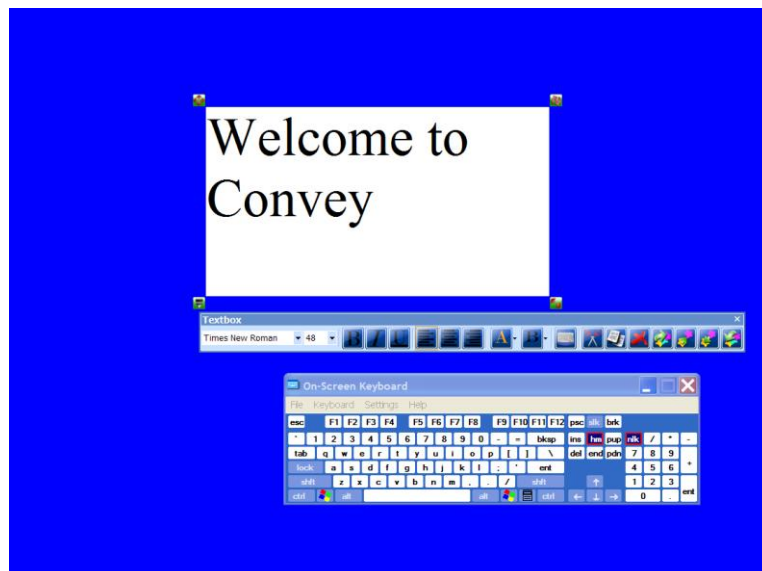 Welcome to
Convey
Textbox
Times New Roman 48 B I U A B
On-Screen Keyboard
File Keyboard Settings Help
esc F1 F2 F3 F4 F5 F6 F7 F8 F9 F10 F11 F12 psc slk brk
` 1 2 3 4 5 6 7 8 9 0 - = bksp ins hm pup nlk / * -
tab q w e r t y u i o p [ ] \ del end pdn 7 8 9 +
lock a s d f g h j k l ; ' ent 4 5 6
shft z x c v b n m , . / shft ↑ 1 2 3 ent
ctrl alt alt ctrl ← ↓ → 0 .